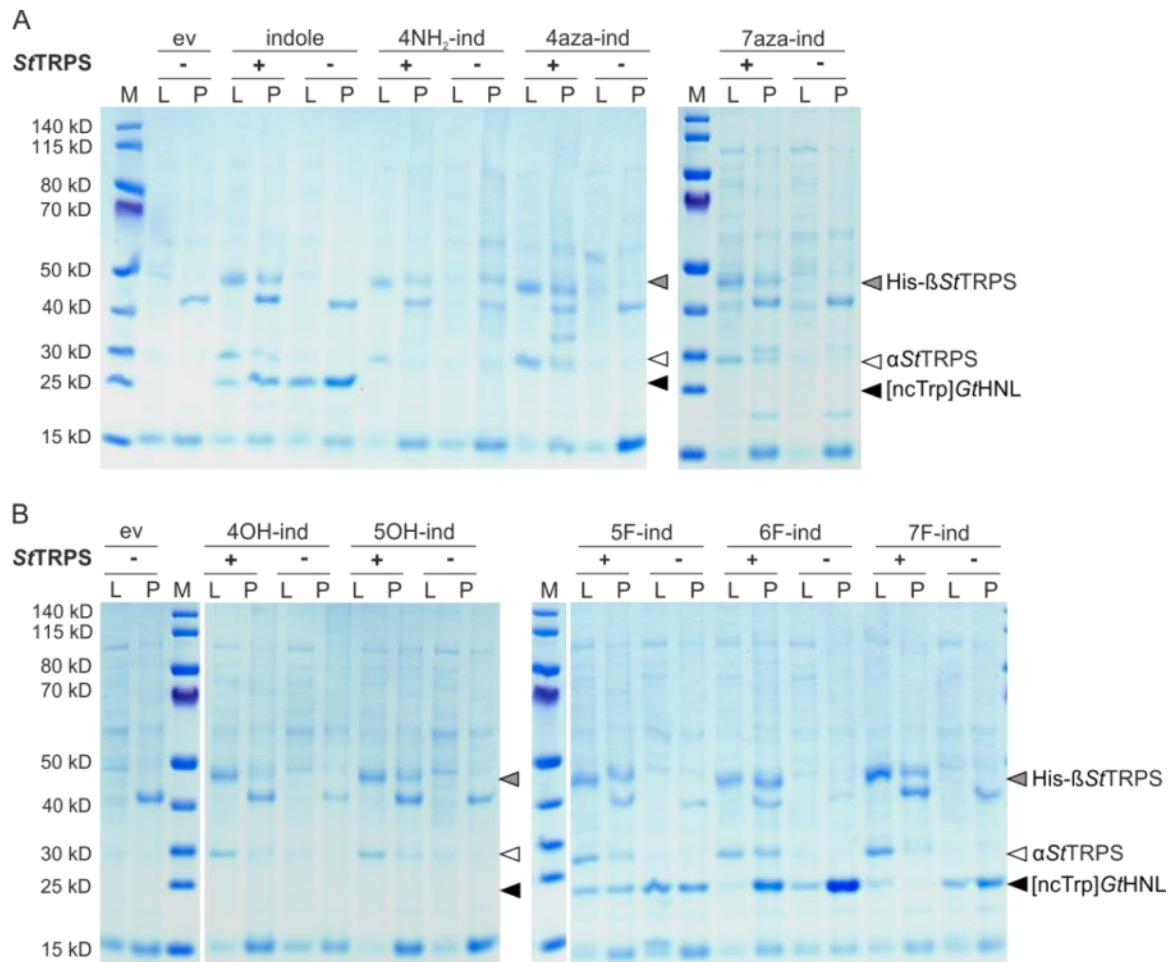 A
ev indole 4NH₂-ind 4aza-ind 7aza-ind
StTRPS - + - + - + - + -
M L P L P L P L P L P L P L P M L P L P
140 kD
115 kD
80 kD
70 kD
50 kD
40 kD
30 kD
25 kD
15 kD
His-ßStTRPS
αStTRPS
[ncTrp]GtHNL
B
ev 4OH-ind 5OH-ind 5F-ind 6F-ind 7F-ind
StTRPS - + - + - + - + - + -
L P M L P L P L P L P M L P L P L P L P L P L P
140 kD
115 kD
80 kD
70 kD
50 kD
40 kD
30 kD
25 kD
15 kD
His-ßStTRPS
αStTRPS
[ncTrp]GtHNL